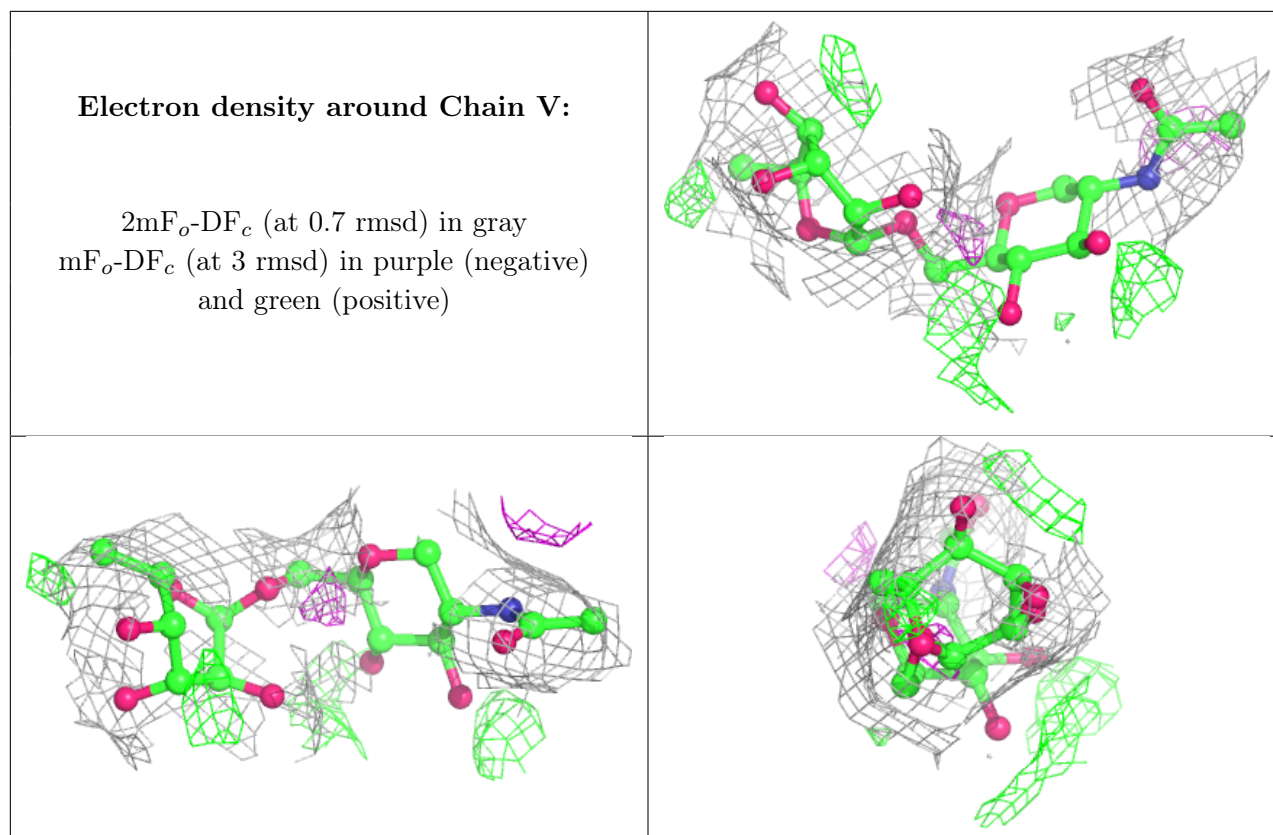 Electron density around Chain V:
2mFo-DFc (at 0.7 rmsd) in gray
mFo-DFc (at 3 rmsd) in purple (negative)
and green (positive)